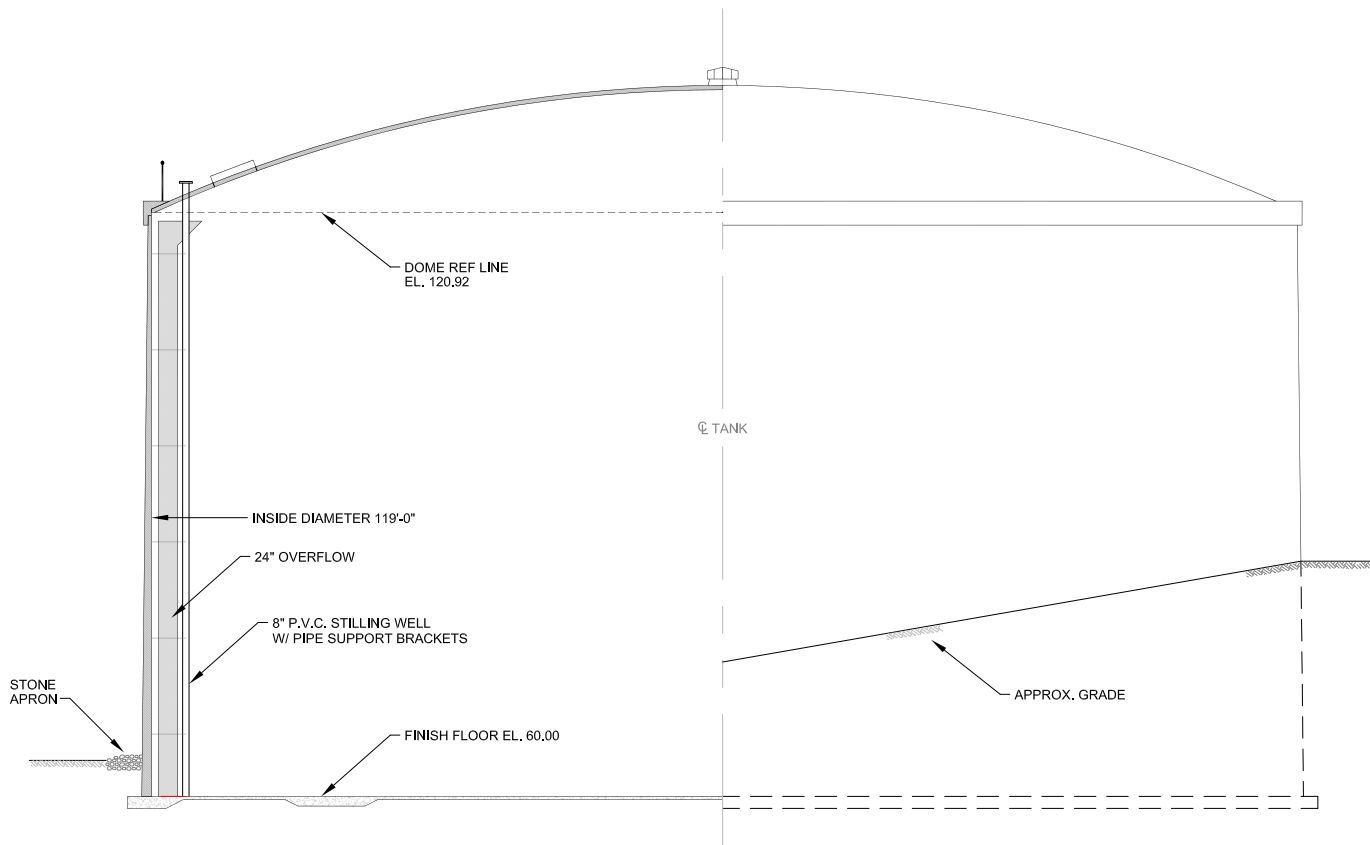 DOME REF LINE
EL. 120.92
℄ TANK
INSIDE DIAMETER 119'-0"
24" OVERFLOW
8" P.V.C. STILLING WELL
W/ PIPE SUPPORT BRACKETS
STONE
APRON
APPROX. GRADE
FINISH FLOOR EL. 60.00